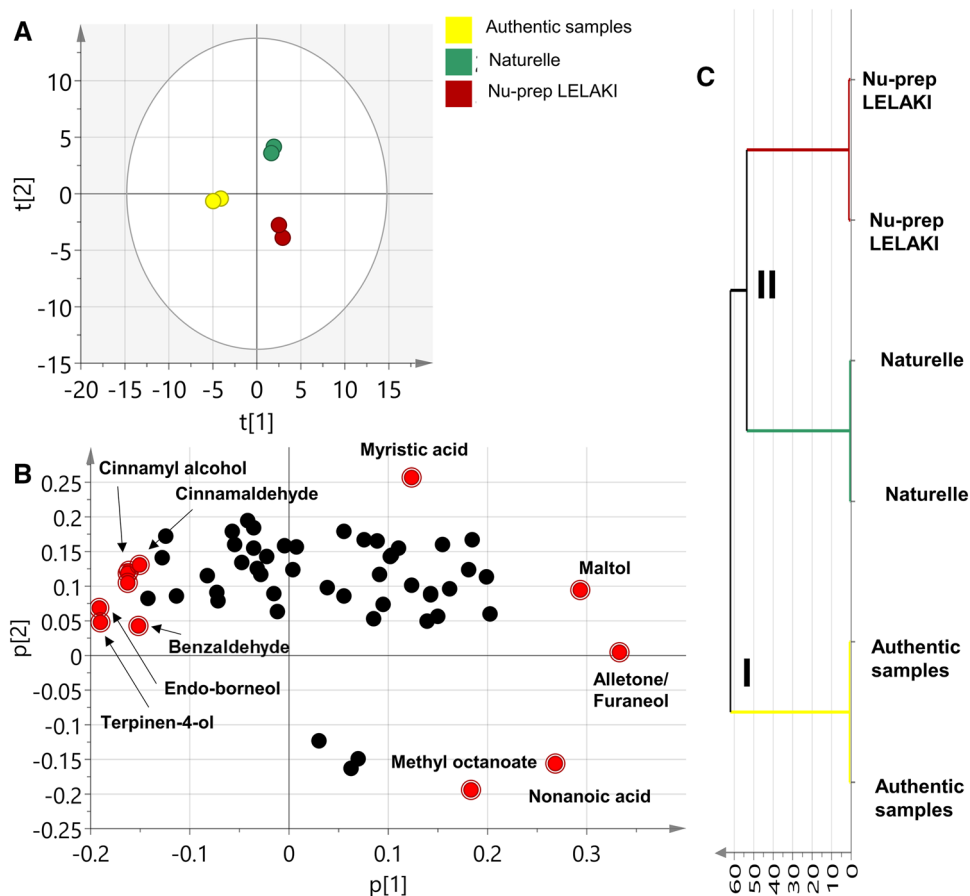 A
Authentic samples
Naturelle
Nu-prep LELAKI
10
5
0
-5
-10
-15
t[2]
-20 -15 -10 -5 0 5 10 15
t[1]
B
Cinnamyl alcohol
Cinnamaldehyde
Myristic acid
Maltol
Benzaldehyde
Endo-borneol
Terpinen-4-ol
Alletone/
Furaneol
Methyl octanoate
Nonanoic acid
0.25
0.2
0.15
0.1
0.05
0
-0.05
-0.1
-0.15
-0.2
-0.25
p[2]
-0.2 -0.1 0 0.1 0.2 0.3
p[1]
C
Nu-prep
LELAKI
Nu-prep
LELAKI
II
Naturelle
Naturelle
I
Authentic
samples
Authentic
samples
60 50 40 30 20 10 0